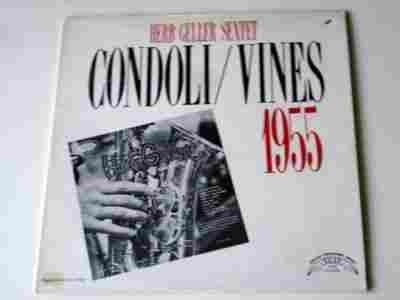 HERB GELLER SEXTET
CONDOLI/VINES
1955